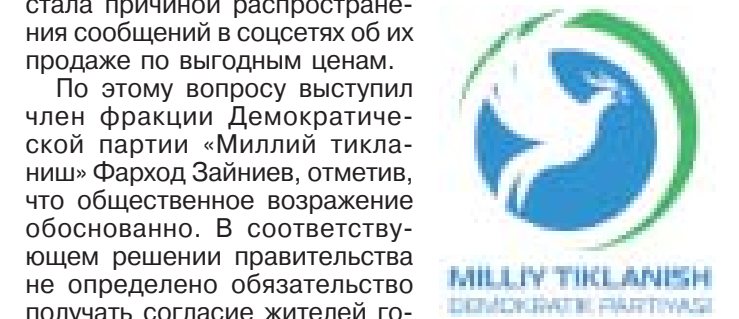 стала причиной распростране-
ния сообщений в соцсетях об их
продаже по выгодным ценам.
По этому вопросу выступил
член фракции Демократиче-
ской партии «Миллий тикла-
ниш» Фарход Зайниев, отметив,
что общественное возражение
обоснованно. В соответству-
ющем решении правительства
не определено обязательство
получать согласие жителей го-
MILLIY TIKLANISH
DEMOKRATIK PARTIYASI